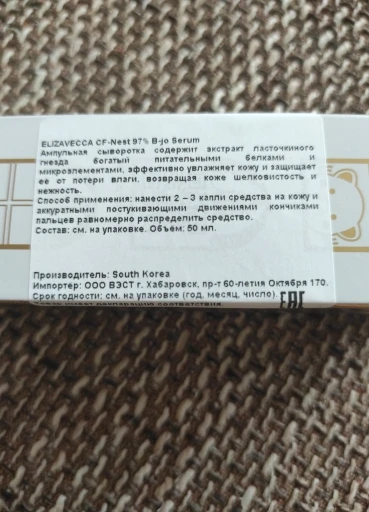 ELIZAVECCA CF-Nest 97% B-jo Serum
Ампульная сыворотка содержит экстракт ласточкиного
гнезда богатый питательными белками и
микроэлементами, эффективно увлажняет кожу и защищает
ее от потери влаги, возвращая коже шелковистость и
нежность.
Способ применения: нанести 2 – 3 капли средства на кожу и
аккуратными постукивающими движениями кончиками
пальцев равномерно распределить средство.
Состав: см. на упаковке. Объем: 50 мл.
Производитель: South Korea
Импортер: ООО ВЭСТ г. Хабаровск, пр-т 60-летия Октября 170.
Срок годности: см. на упаковке (год, месяц, число).
EAC